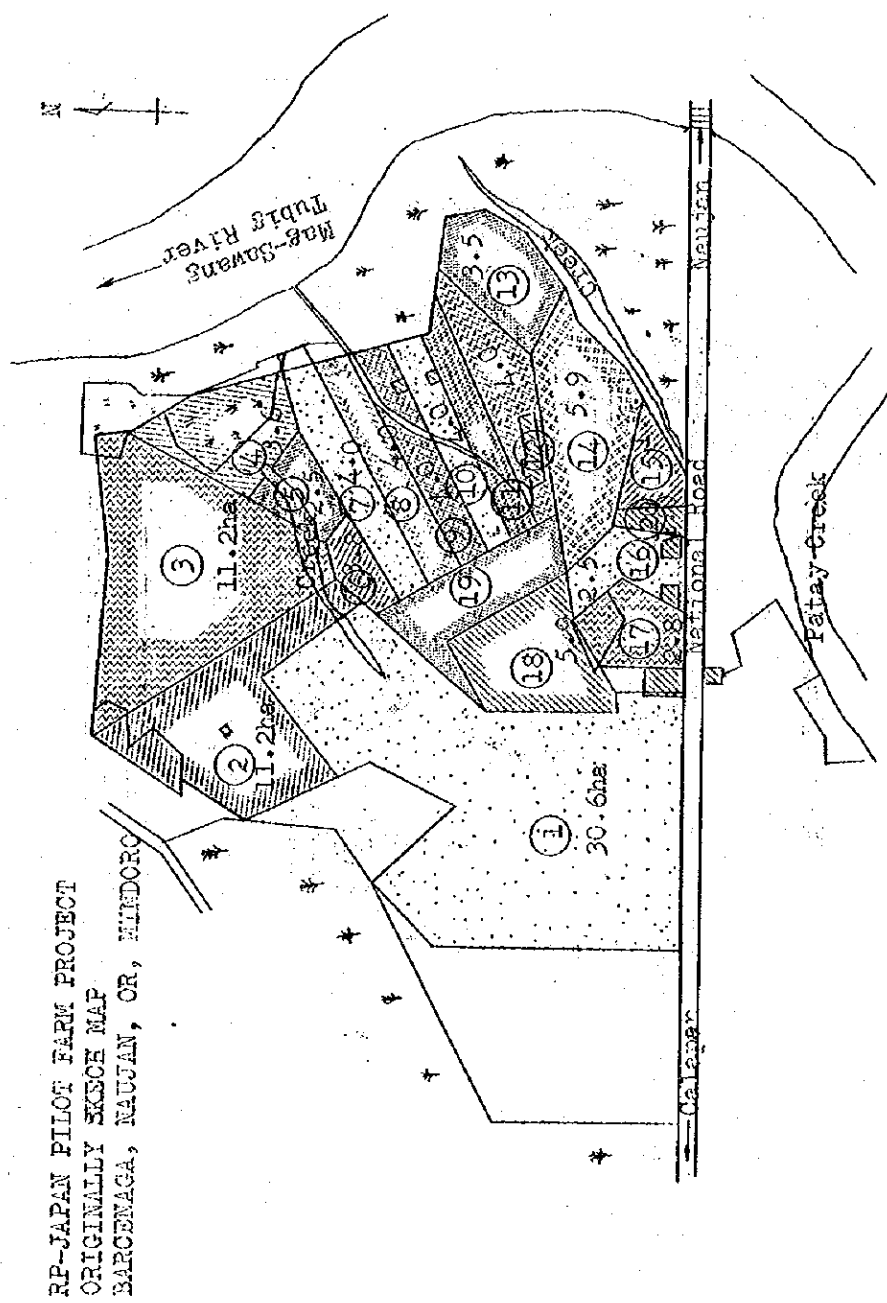 RP-JAPAN PILOT FARM PROJECT
ORIGINALLY SKECH MAP
BARCENAGA, NAUJAN, OR, MINDORO
N
Mag-Sawang
Tubig River
3
11.2ha
2
11.2ha
1
30.6ha
4
5
Creek
7
4.0
8
9
10
11
12
4.0
13
3.5
Creek
14
5.9
15
16
2.5
17
18
19
National Road
Calapan
Naujan
Patay Creek